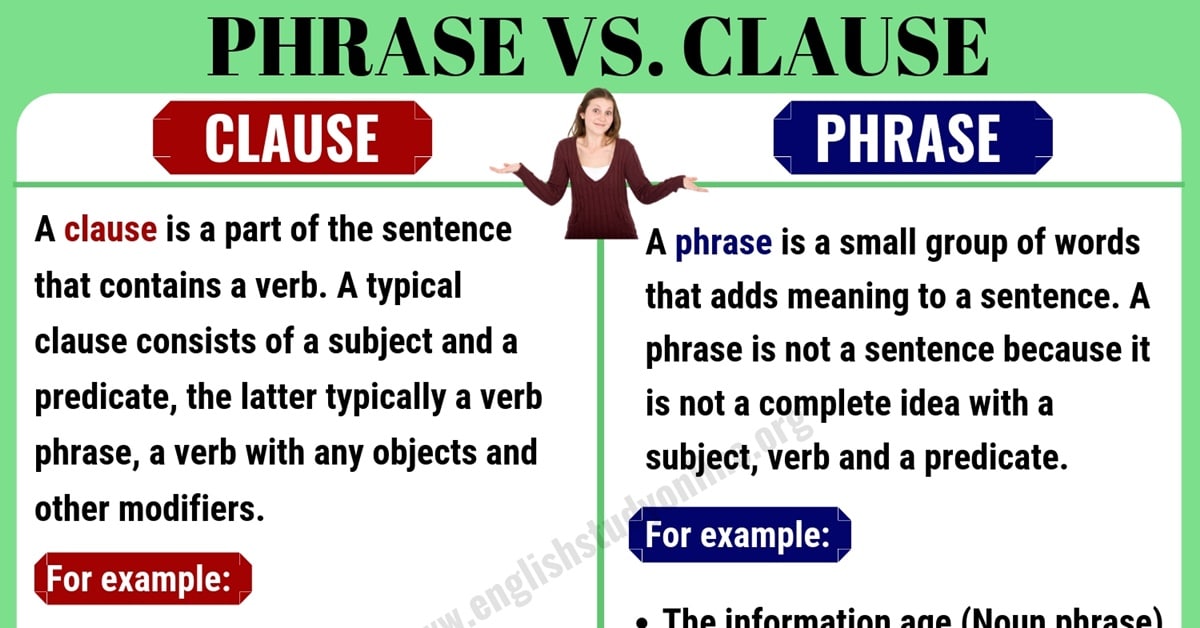 PHRASE VS. CLAUSE
CLAUSE
A clause is a part of the sentence
that contains a verb. A typical
clause consists of a subject and a
predicate, the latter typically a verb
phrase, a verb with any objects and
other modifiers.
For example:
PHRASE
A phrase is a small group of words
that adds meaning to a sentence. A
phrase is not a sentence because it
is not a complete idea with a
subject, verb and a predicate.
For example:
• The information age (Noun phrase)
www.englishstudyonline.org